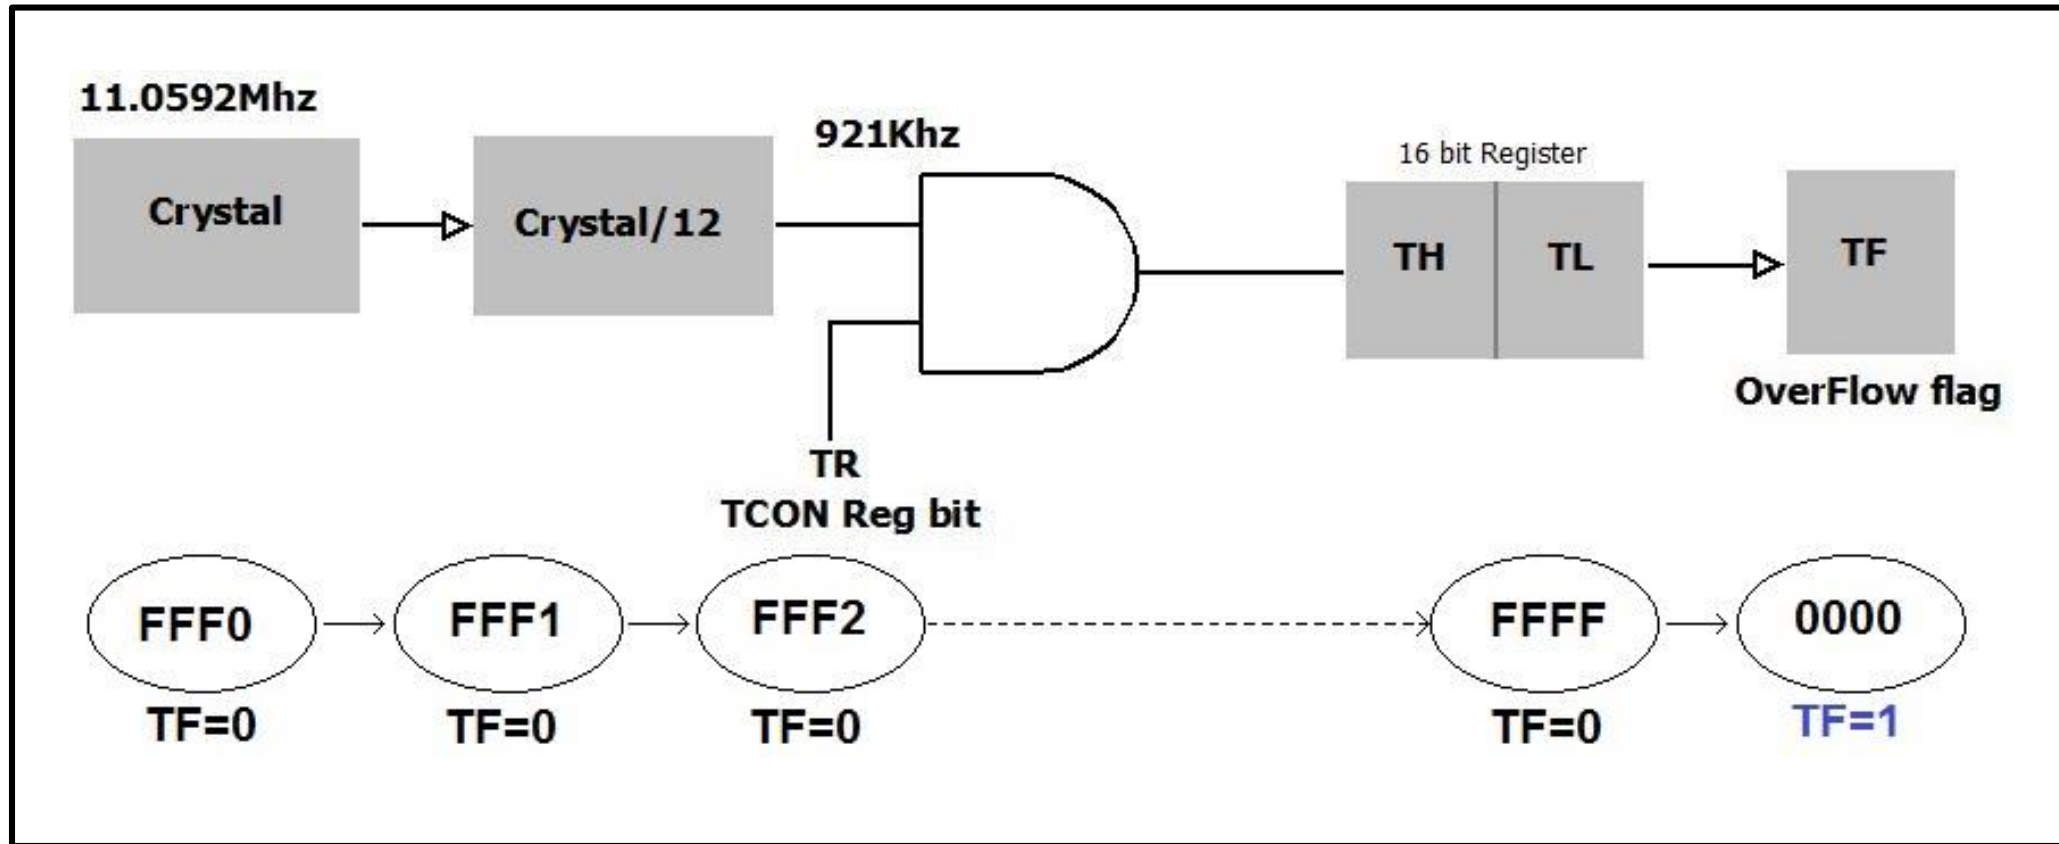 11.0592Mhz
Crystal
Crystal/12
921Khz
16 bit Register
TH
TL
TF
OverFlow flag
TR
TCON Reg bit
FFF0
FFF1
FFF2
FFFF
0000
TF=0
TF=0
TF=0
TF=0
TF=1